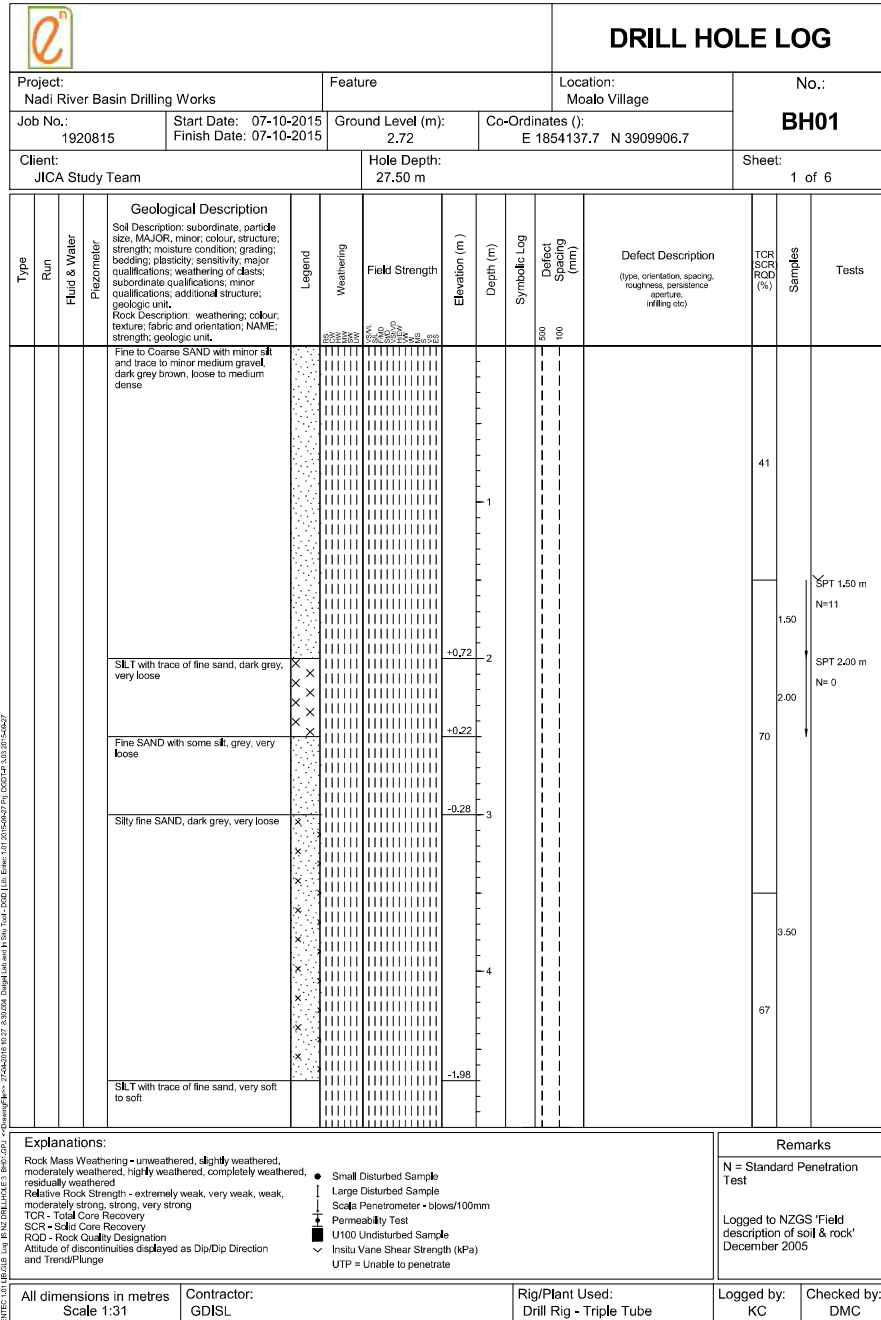 DRILL HOLE LOG
Project:
Nadi River Basin Drilling Works
Feature
Location:
Moalo Village
No.:
BH01
Job No.:
1920815
Start Date: 07-10-2015
Finish Date: 07-10-2015
Ground Level (m):
2.72
Co-Ordinates ():
E 1854137.7 N 3909906.7
Client:
JICA Study Team
Hole Depth:
27.50 m
Sheet:
1 of 6
Type
Run
Fluid & Water
Piezometer
Geological Description
Soil Description: subordinate, particle
size, MAJOR, minor; colour, structure;
strength; moisture condition; grading;
bedding; plasticity; sensitivity; major
qualifications; weathering of clasts;
subordinate qualifications; minor
qualifications; additional structure;
geologic unit.
Rock Description: weathering; colour;
texture; fabric and orientation; NAME;
strength; geologic unit.
Legend
Weathering
RS
CW
HW
MW
SW
UW
Field Strength
Elevation (m )
Depth (m)
Symbolic Log
Defect
Spacing
(mm)
500
100
Defect Description
(type, orientation, spacing,
roughness, persistence
aperture,
infilling etc)
TCR
SCR
RQD
(%)
Samples
Tests
Fine to Coarse SAND with minor silt
and trace to minor medium gravel,
dark grey brown, loose to medium
dense
41
1
SPT 1.50 m
N=11
1.50
+0.72
2
SILT with trace of fine sand, dark grey,
very loose
SPT 2.00 m
N= 0
2.00
+0.22
Fine SAND with some silt, grey, very
loose
70
-0.28
3
Silty fine SAND, dark grey, very loose
3.50
4
67
-1.98
SILT with trace of fine sand, very soft
to soft
Explanations:
Rock Mass Weathering - unweathered, slightly weathered,
moderately weathered, highly weathered, completely weathered,
residually weathered
Relative Rock Strength - extremely weak, very weak, weak,
moderately strong, strong, very strong
TCR - Total Core Recovery
SCR - Solid Core Recovery
RQD - Rock Quality Designation
Attitude of discontinuities displayed as Dip/Dip Direction
and Trend/Plunge
Small Disturbed Sample
Large Disturbed Sample
Scala Penetrometer - blows/100mm
Permeability Test
U100 Undisturbed Sample
Insitu Vane Shear Strength (kPa)
UTP = Unable to penetrate
Remarks
N = Standard Penetration
Test
Logged to NZGS 'Field
description of soil & rock'
December 2005
All dimensions in metres
Scale 1:31
Contractor:
GDISL
Rig/Plant Used:
Drill Rig - Triple Tube
Logged by:
KC
Checked by:
DMC